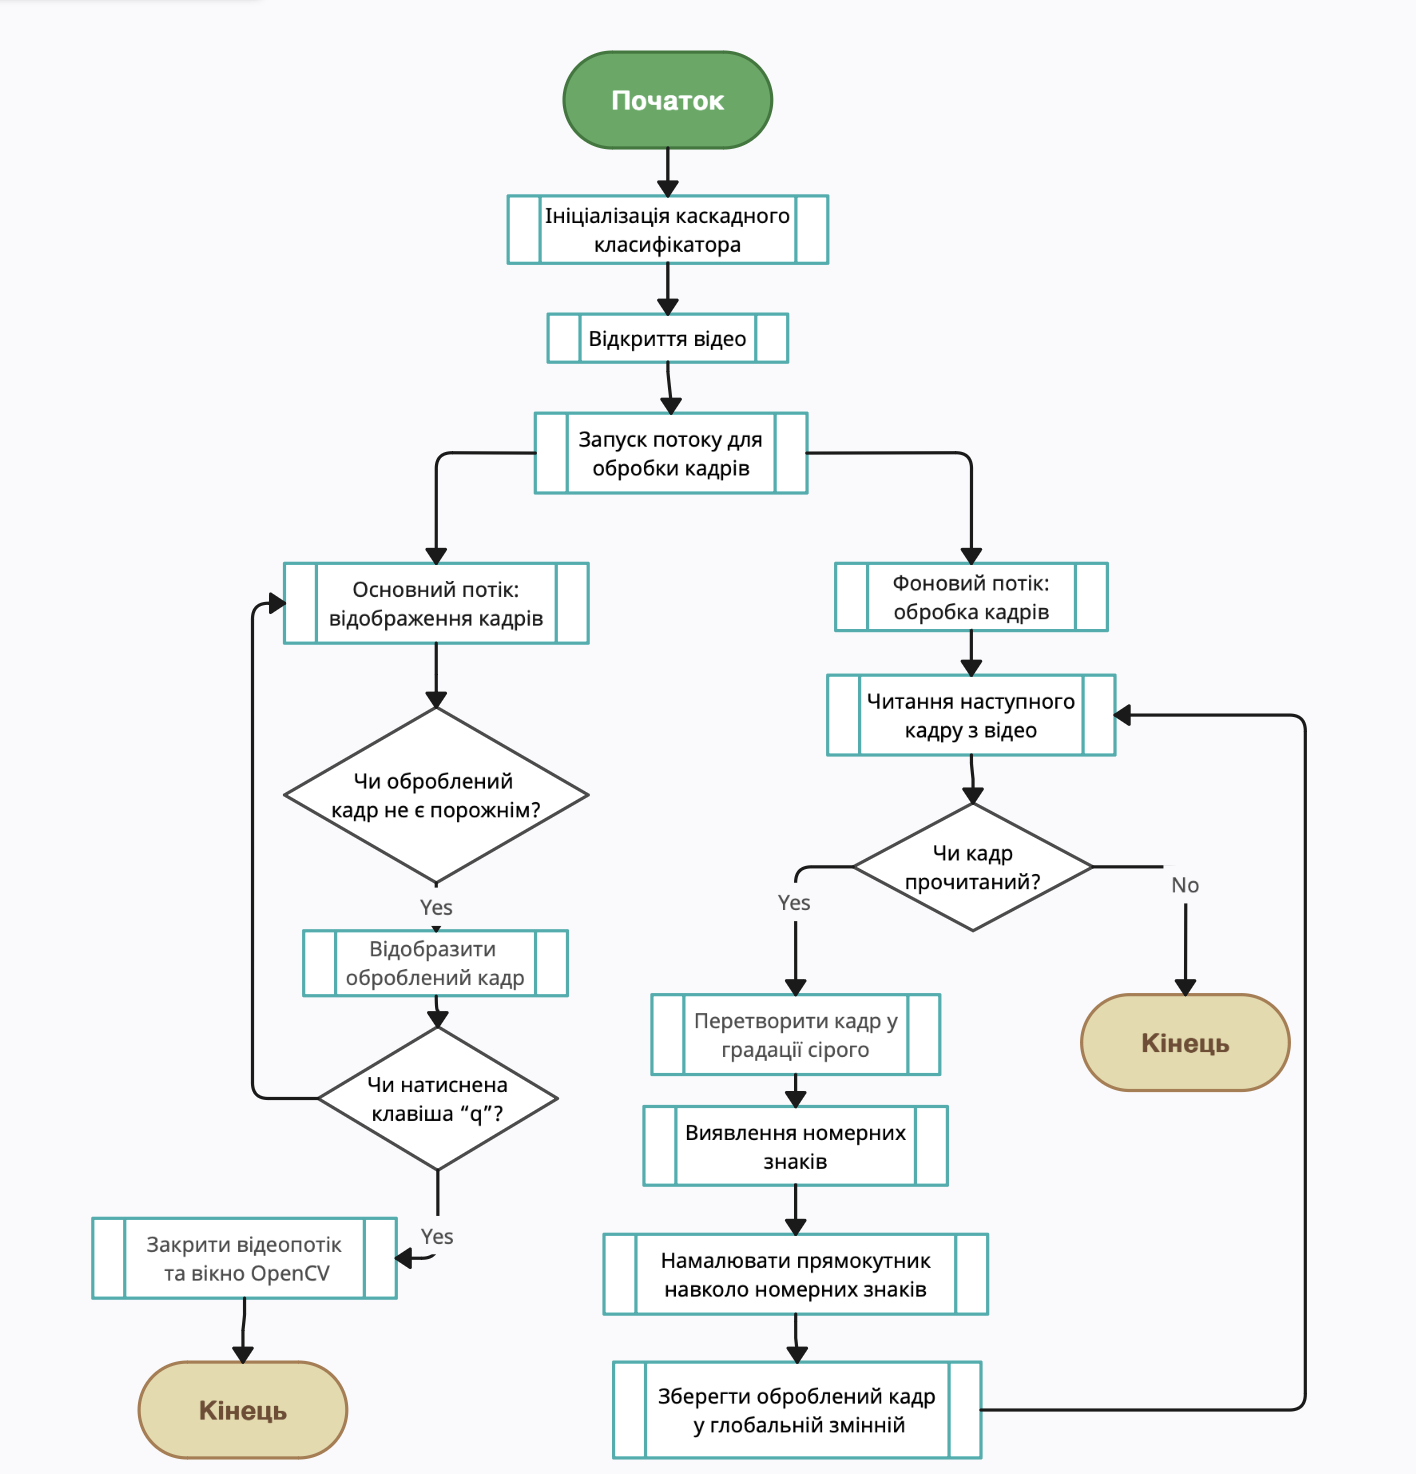 Початок
Ініціалізація каскадного
класифікатора
Відкриття відео
Запуск потоку для
обробки кадрів
Основний потік:
відображення кадрів
Чи оброблений
кадр не є порожнім?
Yes
Відобразити
оброблений кадр
Чи натиснена
клавіша “q”?
Yes
Закрити відеопотік
та вікно OpenCV
Кінець
Фоновий потік:
обробка кадрів
Читання наступного
кадру з відео
Чи кадр
прочитаний?
Yes
No
Кінець
Перетворити кадр у
градації сірого
Виявлення номерних
знаків
Намалювати прямокутник
навколо номерних знаків
Зберегти оброблений кадр
у глобальній змінній